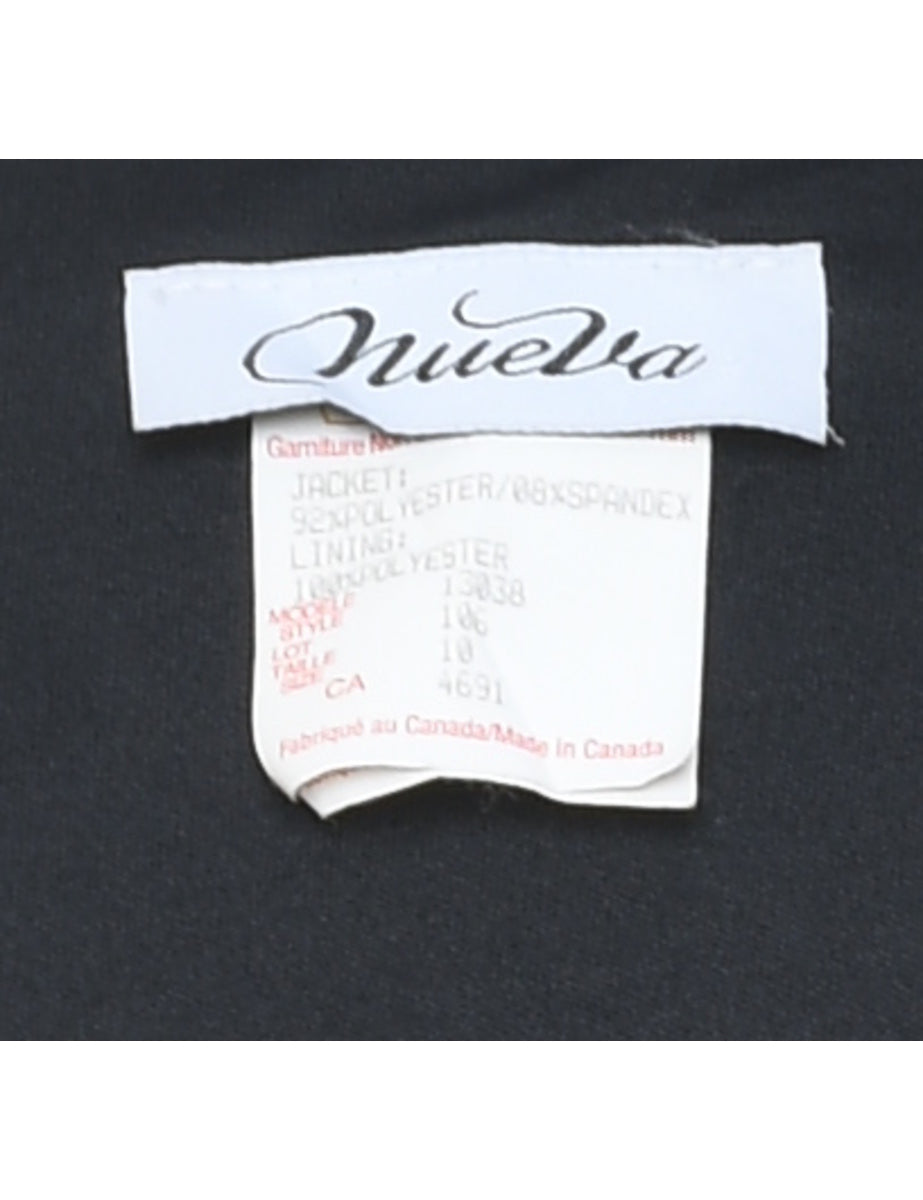 nueva
Garniture
JACKET:
92%POLYESTER/08%SPANDEX
LINING:
100%POLYESTER
MODÈLE 13038
STYLE 106
LOT 10
TAILLE
SIZE
CA 4691
Fabriqué au Canada/Made in Canada